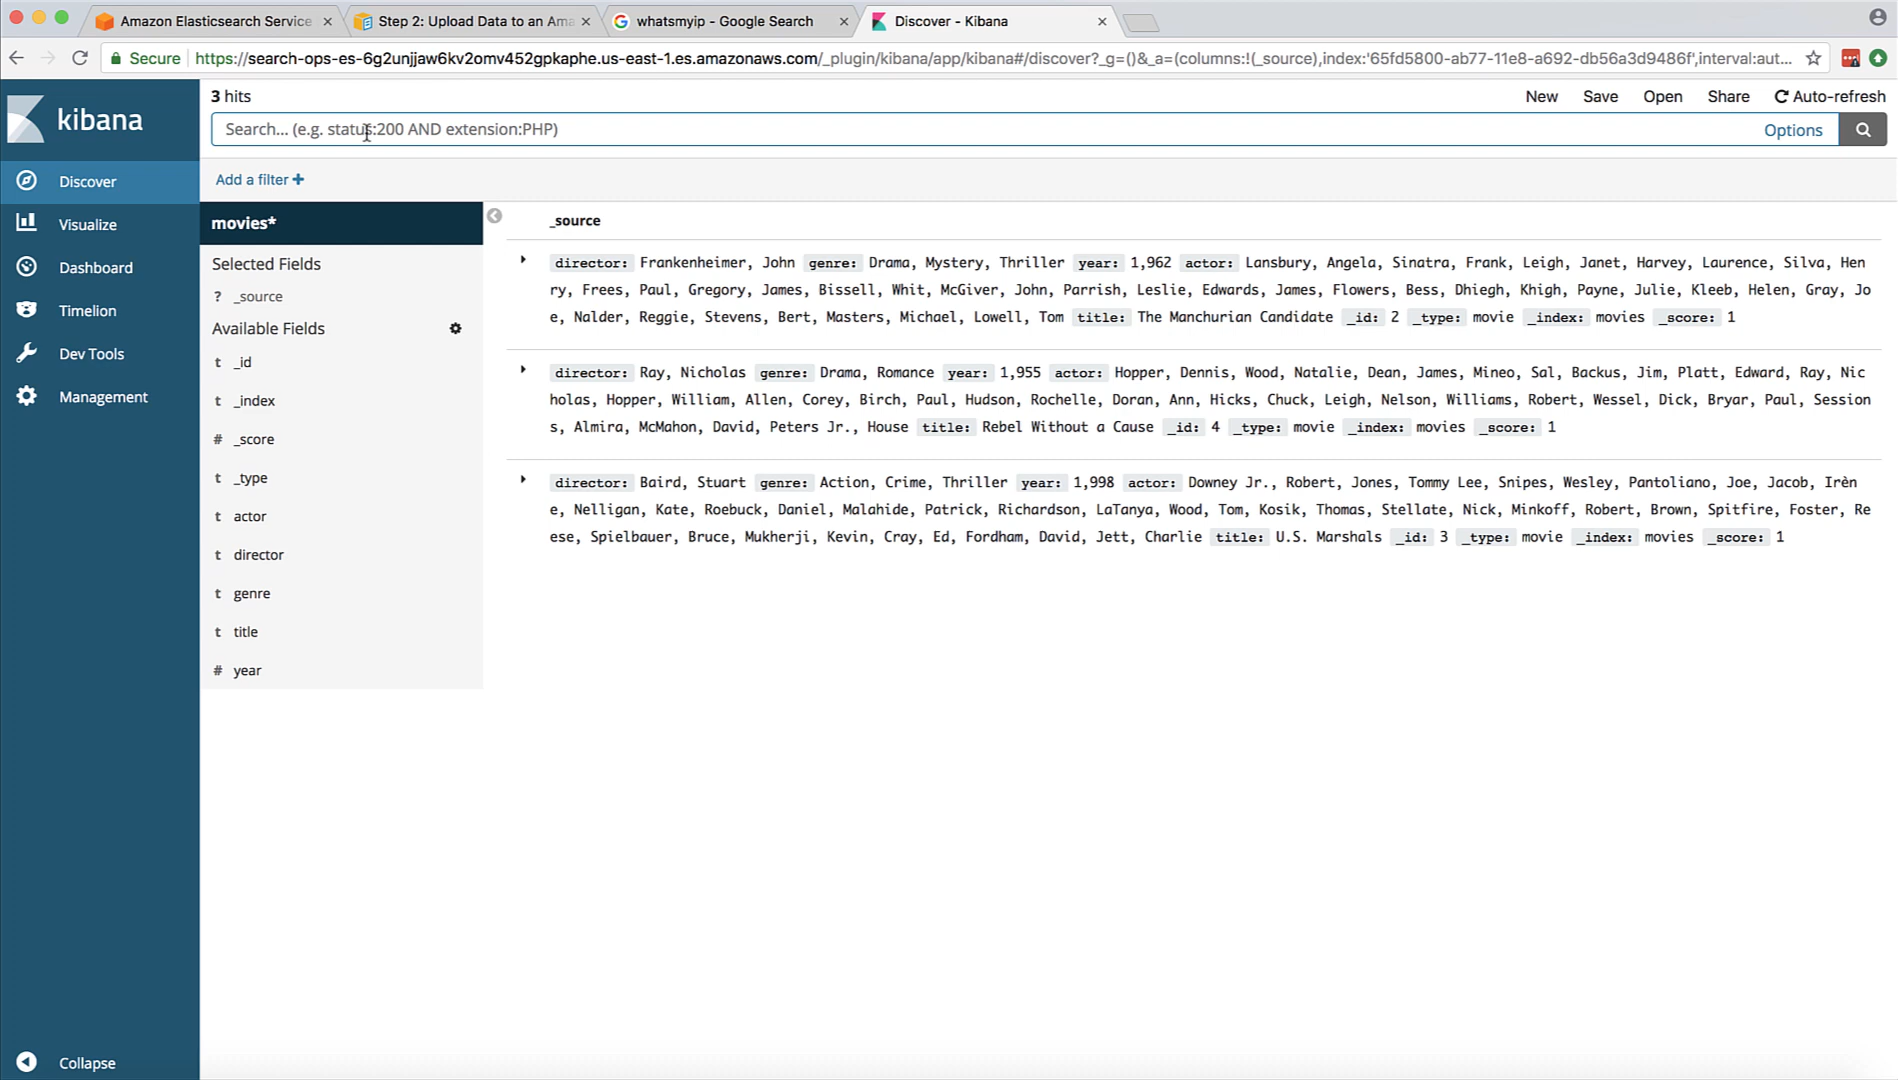 Amazon Elasticsearch Service
Step 2: Upload Data to an Ama
whatsmyip - Google Search
Discover - Kibana
Secure
https://search-ops-es-6g2unjjaw6kv2omv452gpkaphe.us-east-1.es.amazonaws.com/_plugin/kibana/app/kibana#/discover?_g=()&_a=(columns:!(_source),index:'65fd5800-ab77-11e8-a692-db56a3d9486f',interval:aut...
kibana
Discover
Visualize
Dashboard
Timelion
Dev Tools
Management
Collapse
3 hits
New
Save
Open
Share
Auto-refresh
Search... (e.g. status:200 AND extension:PHP)
Options
Add a filter +
movies*
Selected Fields
? _source
Available Fields
t _id
t _index
# _score
t _type
t actor
t director
t genre
t title
# year
_source
director: Frankenheimer, John genre: Drama, Mystery, Thriller year: 1,962 actor: Lansbury, Angela, Sinatra, Frank, Leigh, Janet, Harvey, Laurence, Silva, Hen
ry, Frees, Paul, Gregory, James, Bissell, Whit, McGiver, John, Parrish, Leslie, Edwards, James, Flowers, Bess, Dhiegh, Khigh, Payne, Julie, Kleeb, Helen, Gray, Jo
e, Nalder, Reggie, Stevens, Bert, Masters, Michael, Lowell, Tom title: The Manchurian Candidate _id: 2 _type: movie _index: movies _score: 1
director: Ray, Nicholas genre: Drama, Romance year: 1,955 actor: Hopper, Dennis, Wood, Natalie, Dean, James, Mineo, Sal, Backus, Jim, Platt, Edward, Ray, Nic
holas, Hopper, William, Allen, Corey, Birch, Paul, Hudson, Rochelle, Doran, Ann, Hicks, Chuck, Leigh, Nelson, Williams, Robert, Wessel, Dick, Bryar, Paul, Session
s, Almira, McMahon, David, Peters Jr., House title: Rebel Without a Cause _id: 4 _type: movie _index: movies _score: 1
director: Baird, Stuart genre: Action, Crime, Thriller year: 1,998 actor: Downey Jr., Robert, Jones, Tommy Lee, Snipes, Wesley, Pantoliano, Joe, Jacob, Irèn
e, Nelligan, Kate, Roebuck, Daniel, Malahide, Patrick, Richardson, LaTanya, Wood, Tom, Kosik, Thomas, Stellate, Nick, Minkoff, Robert, Brown, Spitfire, Foster, Re
ese, Spielbauer, Bruce, Mukherji, Kevin, Cray, Ed, Fordham, David, Jett, Charlie title: U.S. Marshals _id: 3 _type: movie _index: movies _score: 1